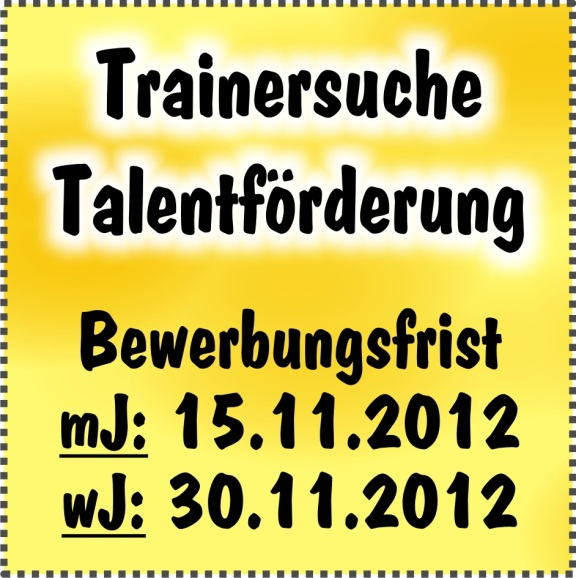 Trainersuche
Talentförderung
Bewerbungsfrist
mJ: 15.11.2012
wJ: 30.11.2012